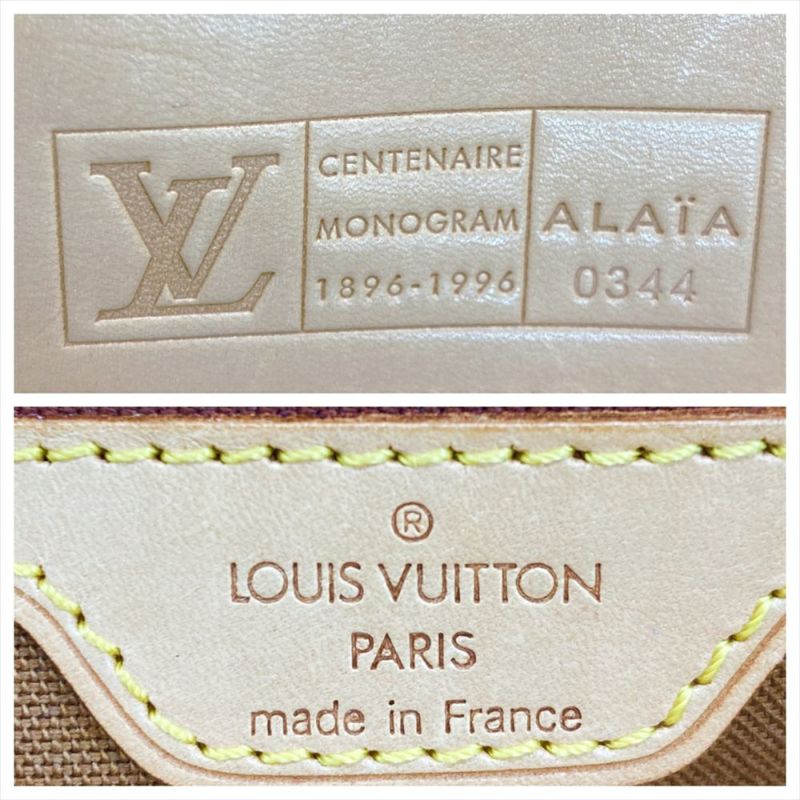 LV
CENTENAIRE
MONOGRAM
1896-1996
ALAÏA
0344
®
LOUIS VUITTON
PARIS
made in France